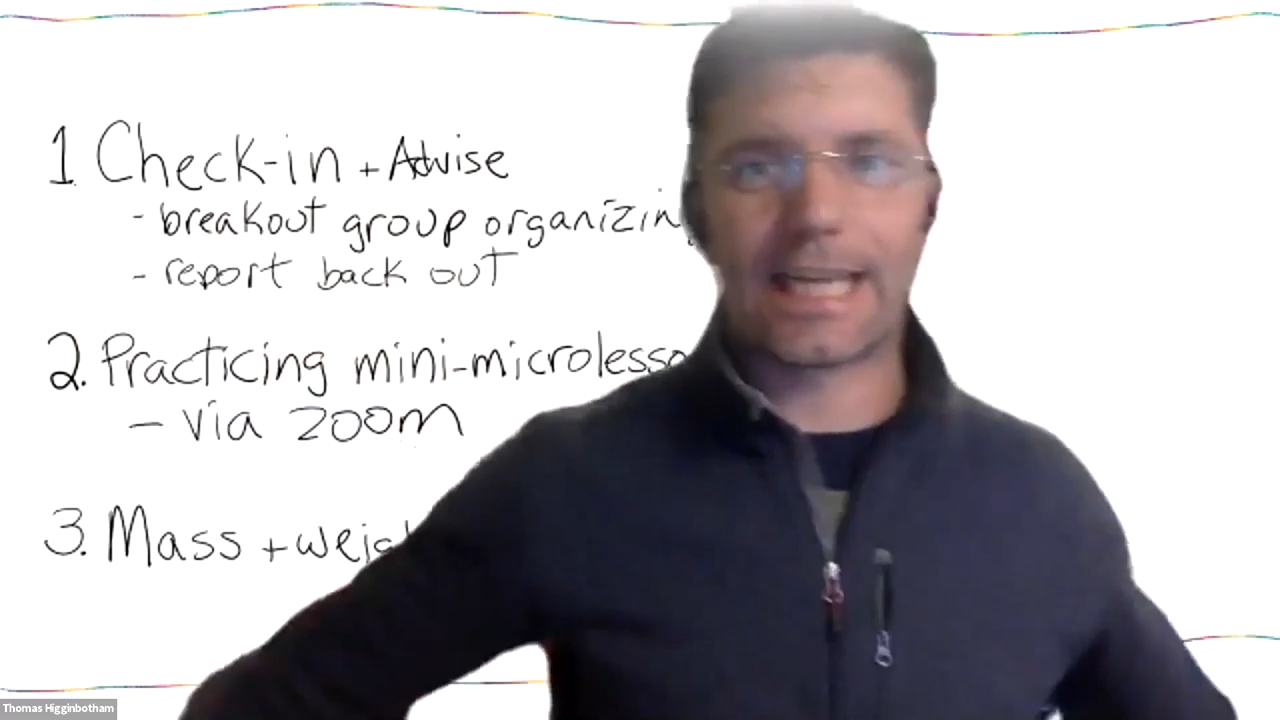 1. Check-in + Advise
- breakout group organizin
- report back out
2. Practicing mini-microlesso
- via zoom
3. Mass + weig
Thomas Higginbotham